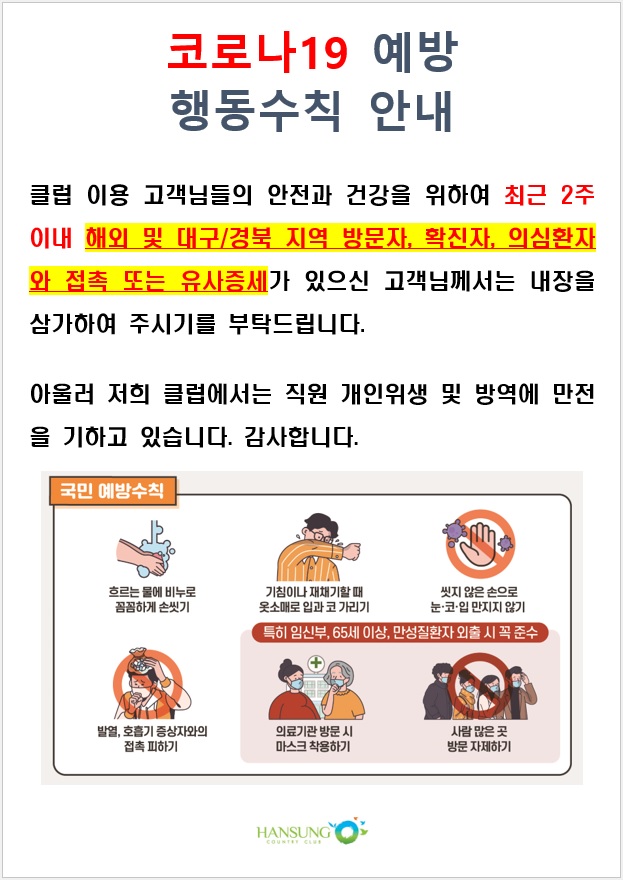 코로나19 예방
행동수칙 안내
클럽 이용 고객님들의 안전과 건강을 위하여 최근 2주
이내 해외 및 대구/경북 지역 방문자, 확진자, 의심환자
와 접촉 또는 유사증세가 있으신 고객님께서는 내장을
삼가하여 주시기를 부탁드립니다.
아울러 저희 클럽에서는 직원 개인위생 및 방역에 만전
을 기하고 있습니다. 감사합니다.
국민 예방수칙
흐르는 물에 비누로
꼼꼼하게 손씻기
기침이나 재채기할 때
옷소매로 입과 코 가리기
씻지 않은 손으로
눈·코·입 만지지 않기
특히 임신부, 65세 이상, 만성질환자 외출 시 꼭 준수
발열, 호흡기 증상자와의
접촉 피하기
의료기관 방문 시
마스크 착용하기
사람 많은 곳
방문 자제하기
HANSUNG
COUNTRY CLUB